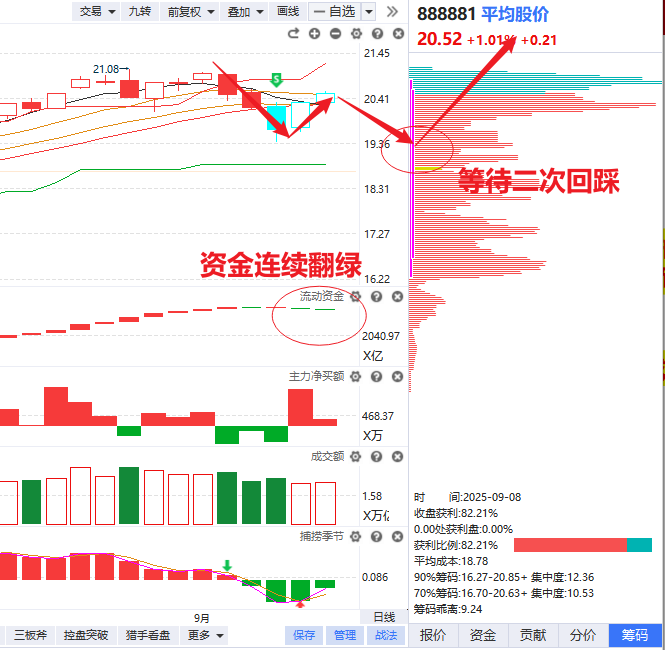 交易 九转 前复权 叠加 画线 一 自选
888881 平均股价
20.52 +1.01% +0.21
21.08→
21.45
20.41
19.36
18.31
17.27
16.22
S
等待二次回踩
资金连续翻绿
流动资金
2040.97
X亿
主力净买额
468.37
X万
成交额
1.58
X万亿
捕捞季节
0.086
9月
日线
时 间:2025-09-08
收盘获利:82.21%
0.00处获利盘:0.00%
获利比例:82.21%
平均成本:18.78
90%筹码:16.27-20.85+ 集中度:12.36
70%筹码:16.70-20.63+ 集中度:10.53
筹码乖离:9.24
三板斧 控盘突破 猎手看盘 更多 保存 管理 战法
报价 资金 贡献 分价 筹码